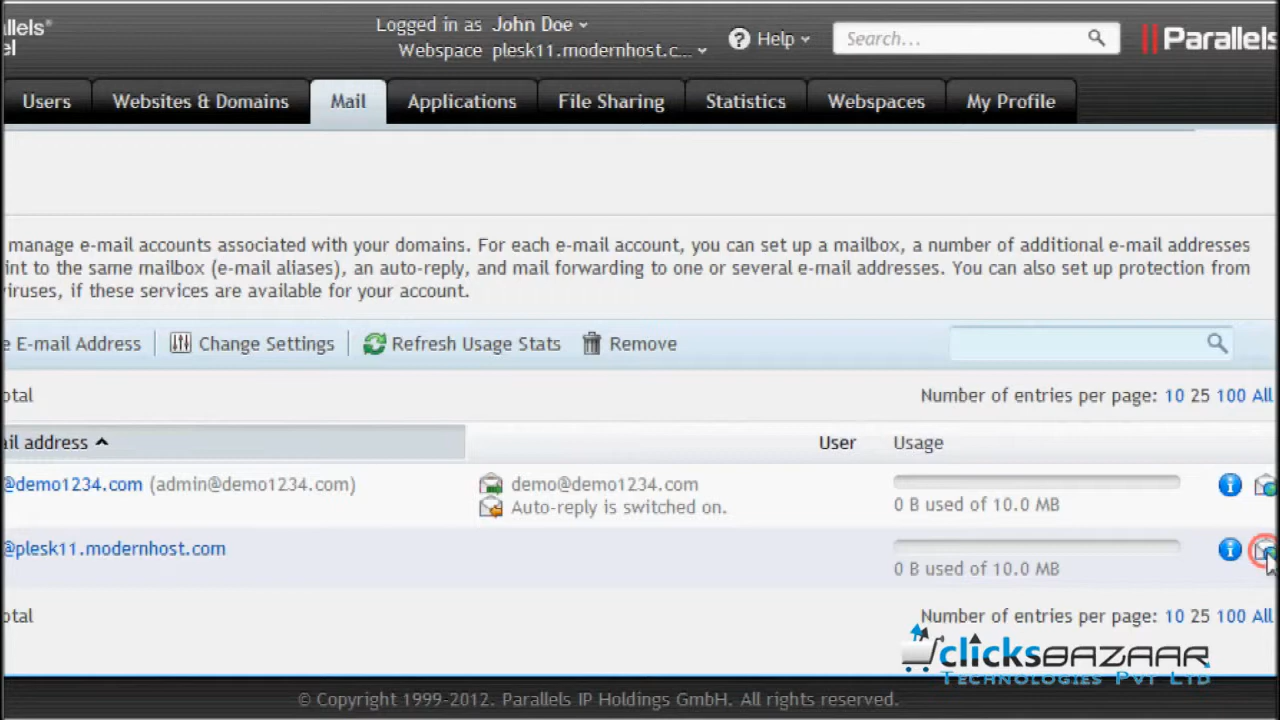 llels®
el
Logged in as John Doe
Webspace plesk11.modernhost.c...
Help
Search...
Parallels
Users
Websites & Domains
Mail
Applications
File Sharing
Statistics
Webspaces
My Profile
manage e-mail accounts associated with your domains. For each e-mail account, you can set up a mailbox, a number of additional e-mail addresses
int to the same mailbox (e-mail aliases), an auto-reply, and mail forwarding to one or several e-mail addresses. You can also set up protection from
viruses, if these services are available for your account.
e E-mail Address
Change Settings
Refresh Usage Stats
Remove
otal
Number of entries per page: 10 25 100 All
ail address
User
Usage
@demo1234.com (admin@demo1234.com)
demo@demo1234.com
Auto-reply is switched on.
0 B used of 10.0 MB
@plesk11.modernhost.com
0 B used of 10.0 MB
otal
Number of entries per page: 10 25 100 All
clicksBAZAAR
TECHNOLOGIES PVT LTD
© Copyright 1999-2012. Parallels IP Holdings GmbH. All rights reserved.